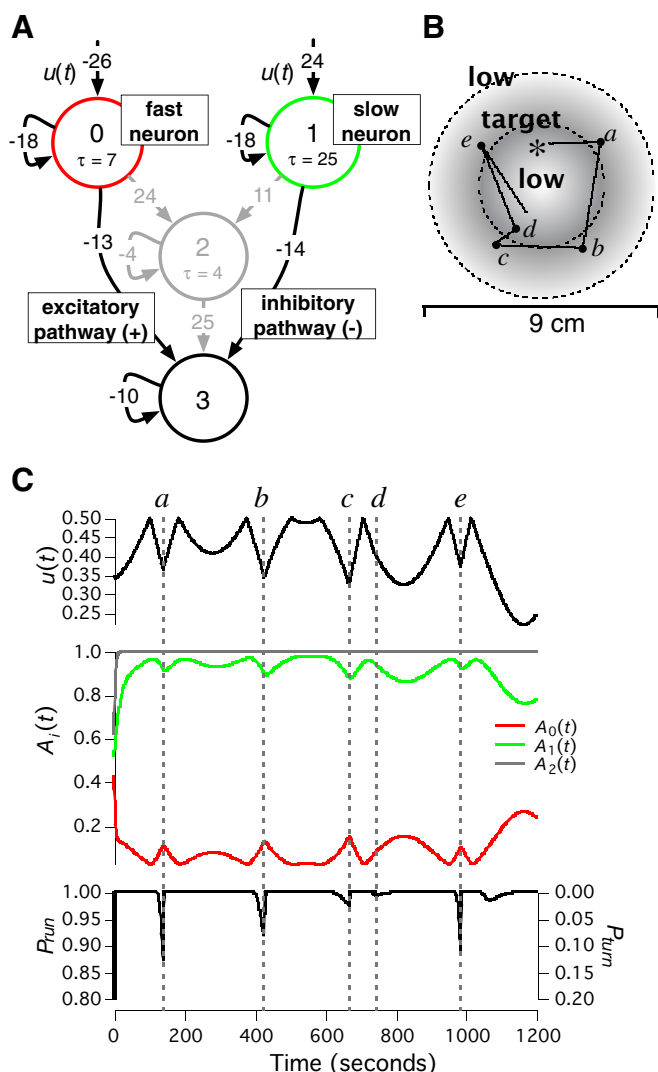 A
u(t)
-26
0
τ = 7
fast
neuron
-18
u(t)
24
1
τ = 25
slow
neuron
-18
24
11
-13
-14
2
τ = 4
-4
25
excitatory
pathway (+)
inhibitory
pathway (-)
3
-10
B
low
target
e
a
*
low
d
c
b
9 cm
C
a b c d e
u(t)
0.50
0.45
0.40
0.35
0.30
0.25
Ai(t)
1.0
0.8
0.6
0.4
0.2
A0(t)
A1(t)
A2(t)
Prun
1.00
0.95
0.90
0.85
0.80
0.00
0.05
0.10
0.15
0.20
Pturn
0 200 400 600 800 1000 1200
Time (seconds)